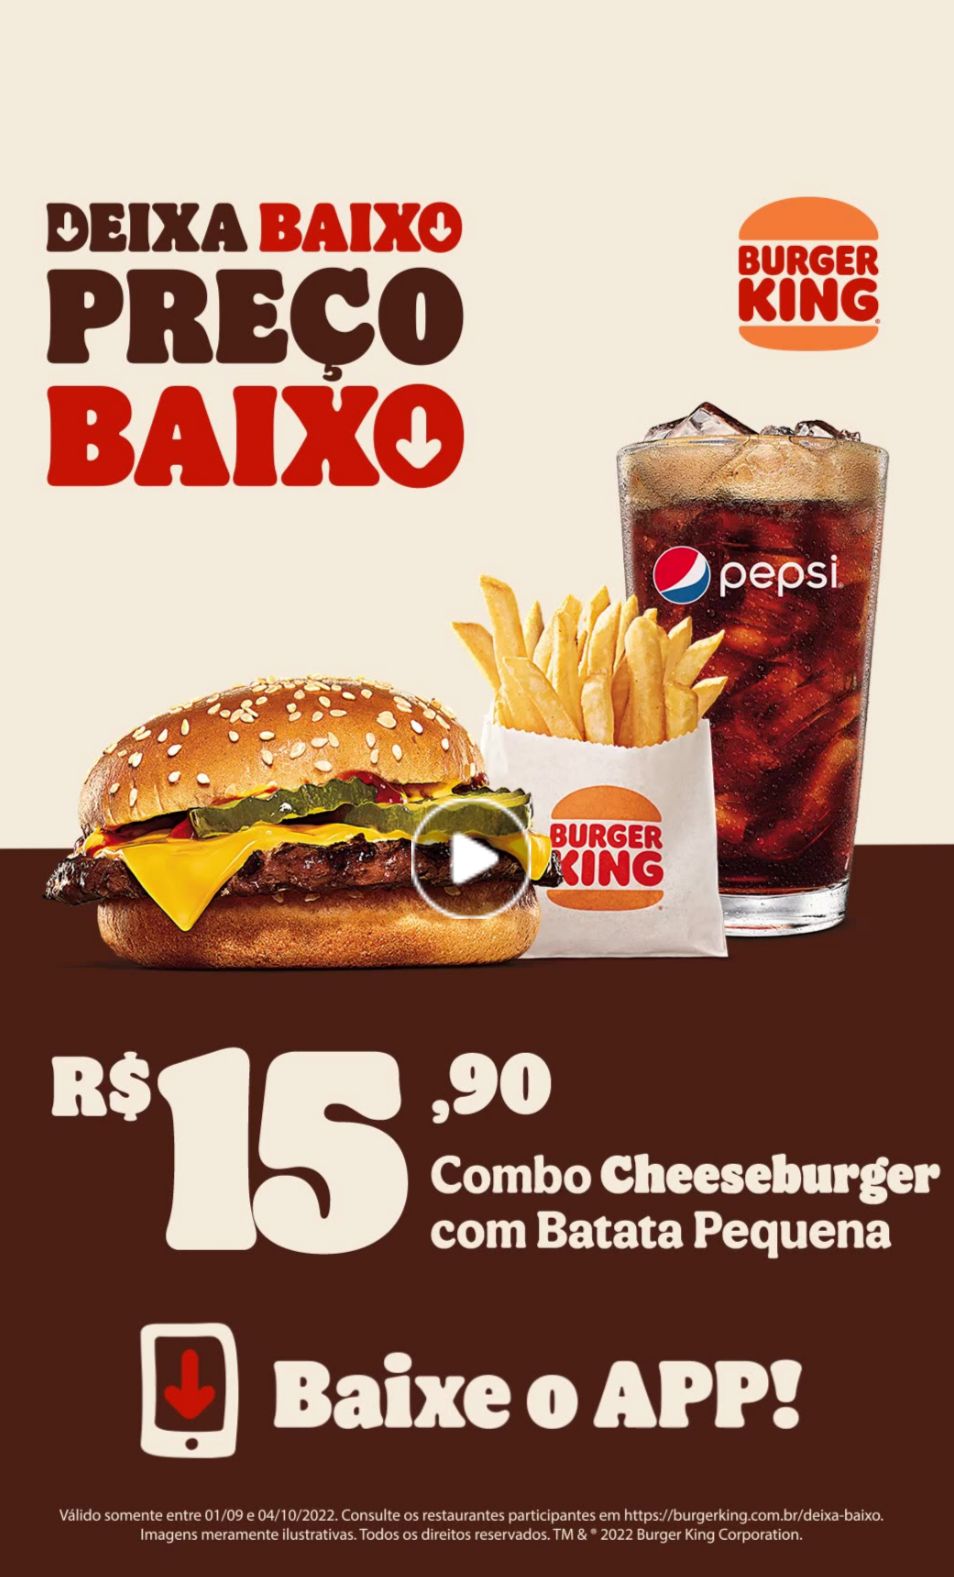 DEIXA BAIXO
PREÇO
BAIXO
BURGER
KING
pepsi
BURGER
KING
R$15,90
Combo Cheeseburger
com Batata Pequena
Baixe o APP!
Válido somente entre 01/09 e 04/10/2022. Consulte os restaurantes participantes em https://burgerking.com.br/deixa-baixo.
Imagens meramente ilustrativas. Todos os direitos reservados. TM & ® 2022 Burger King Corporation.